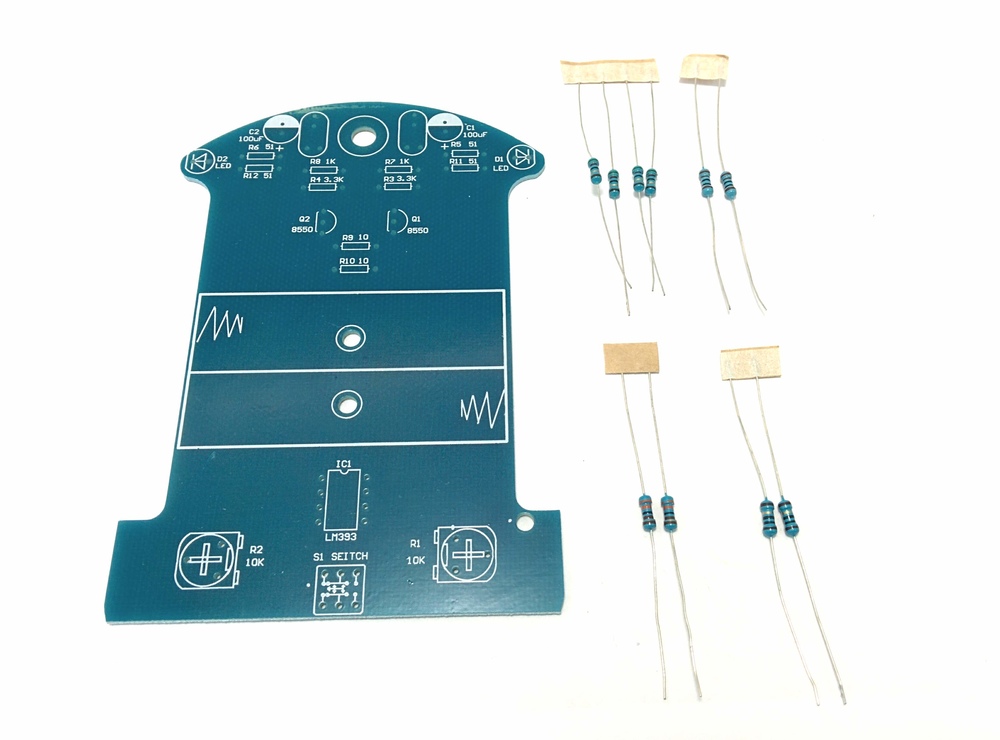 C2
100uF
+
C1
100uF
+
R6 51
R5 51
D2
LED
R12 51
R8 1K
R7 1K
R11 51
D1
LED
R4 3.3K
R3 3.3K
Q2
8550
Q1
8550
R9 10
R10 10
IC1
LM393
R2
10K
S1 SEITCH
R1
10K